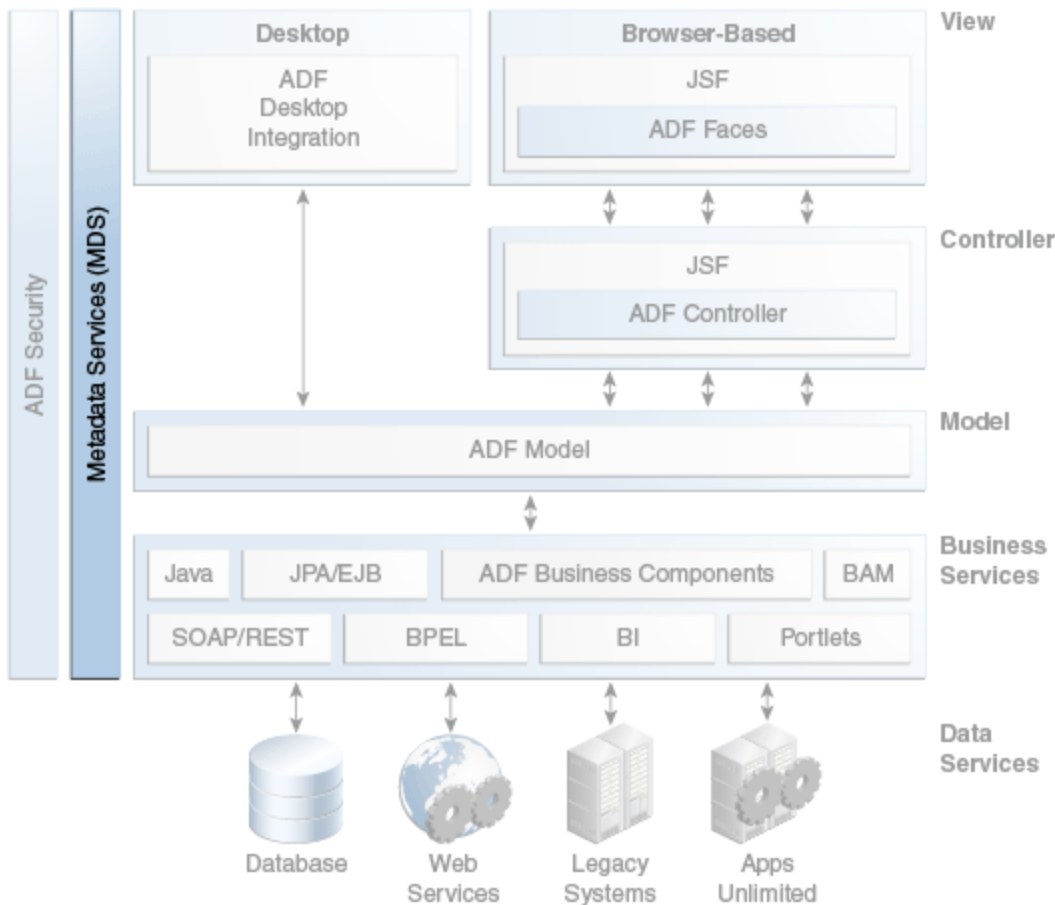 ADF Security
Metadata Services (MDS)
Desktop
ADF
Desktop
Integration
Browser-Based
JSF
ADF Faces
View
JSF
ADF Controller
Controller
ADF Model
Model
Java
JPA/EJB
ADF Business Components
BAM
SOAP/REST
BPEL
BI
Portlets
Business
Services
Database
Web
Services
Legacy
Systems
Apps
Unlimited
Data
Services